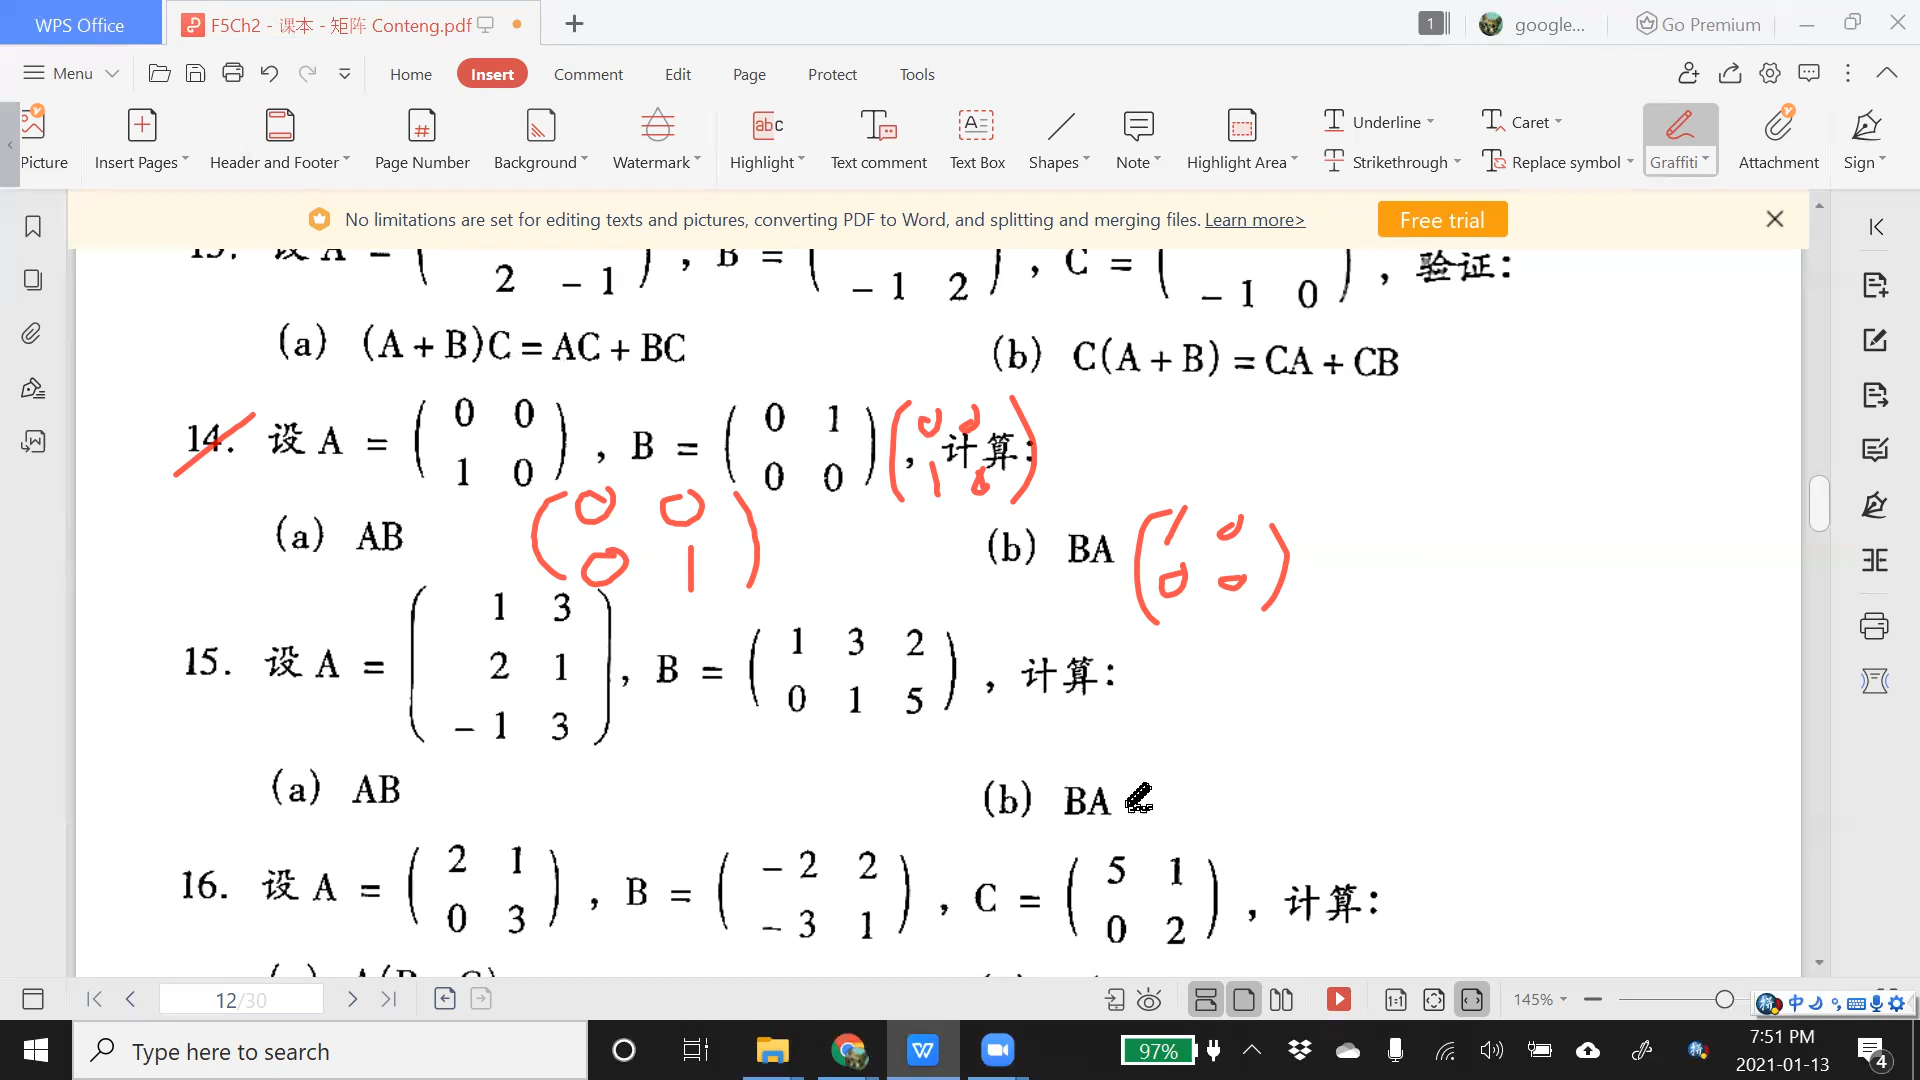 WPS Office
F5Ch2 - 课本 - 矩阵 Conteng.pdf
1
google...
Go Premium
Menu
Home
Insert
Comment
Edit
Page
Protect
Tools
Picture
Insert Pages
Header and Footer
Page Number
Background
Watermark
Highlight
Text comment
Text Box
Shapes
Note
Highlight Area
Underline
Strikethrough
Caret
Replace symbol
Graffiti
Attachment
Sign
No limitations are set for editing texts and pictures, converting PDF to Word, and splitting and merging files. Learn more>
Free trial
设 A = ( , B = ( , C = ( , 验证:
2 - 1 ) - 1 2 ) - 1 0 )
(a) (A + B)C = AC + BC (b) C(A + B) = CA + CB
14. 设 A = ( 0 0 ) , B = ( 0 1 ) , 计算: ( 0 0 )
( 1 0 ) ( 0 0 ) ( 1 0 )
(a) AB ( 0 0 ) (b) BA ( 1 0 )
( 0 1 ) ( 0 0 )
15. 设 A = ( 1 3 ) , B = ( 1 3 2 ) , 计算:
( 2 1 ) ( 0 1 5 )
( - 1 3 )
(a) AB (b) BA
16. 设 A = ( 2 1 ) , B = ( - 2 2 ) , C = ( 5 1 ) , 计算:
( 0 3 ) ( - 3 1 ) ( 0 2 )
12/30
145%
中
Type here to search
97%
7:51 PM
2021-01-13
4